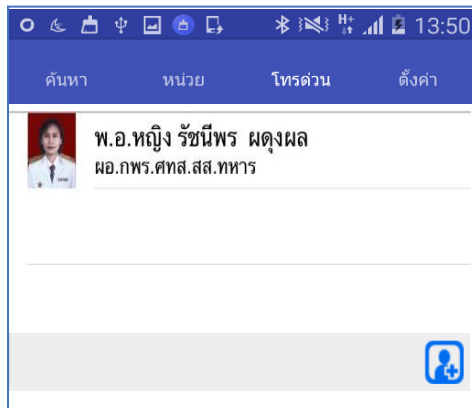 H+ 13:50
ค้นหา หน่วย โทรด่วน ตั้งค่า
พ.อ.หญิง รัชนีพร ผดุงผล
ผอ.กพร.ศทส.สส.ทหาร